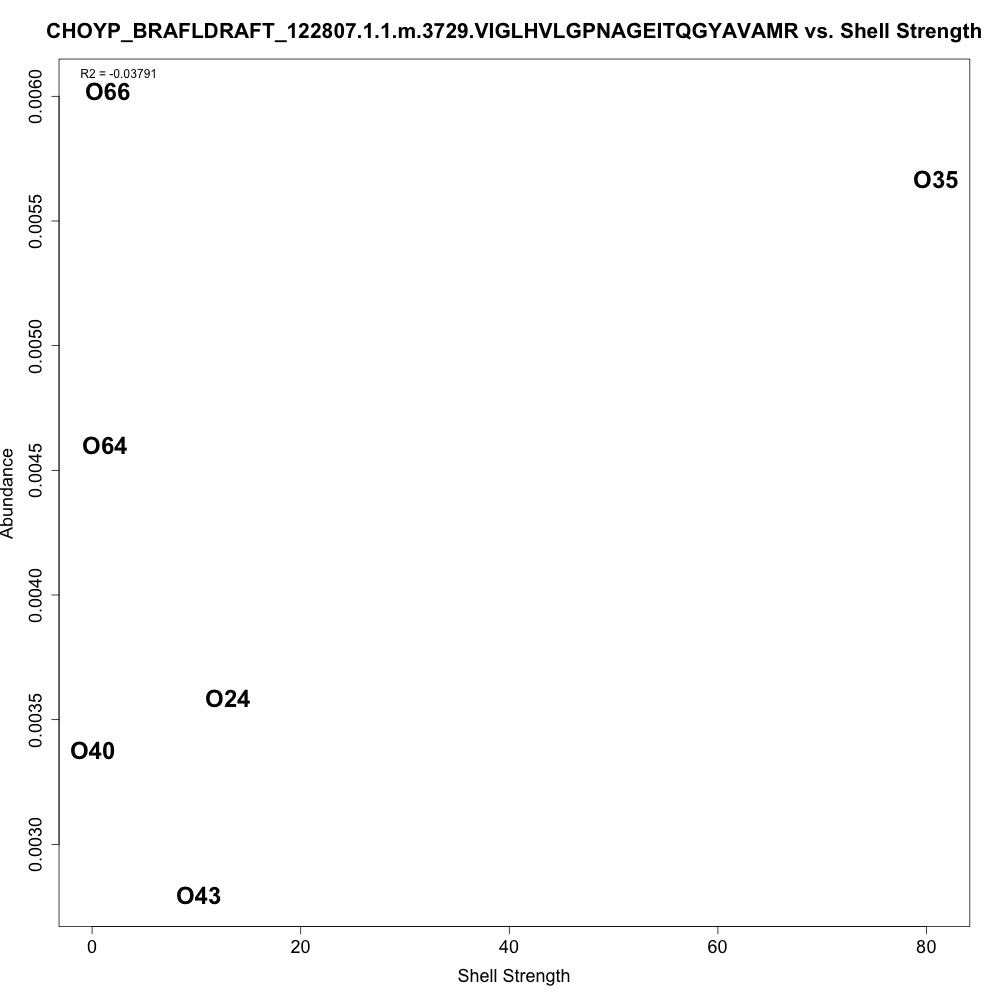 CHOYP_BRAFLDRAFT_122807.1.1.m.3729.VIGLHVLGPNAGEITQGYAVAMR vs. Shell Strength
R2 = -0.03791
O66
O35
O64
O24
O40
O43
0.0060
0.0055
0.0050
0.0045
0.0040
0.0035
0.0030
Abundance
0 20 40 60 80
Shell Strength